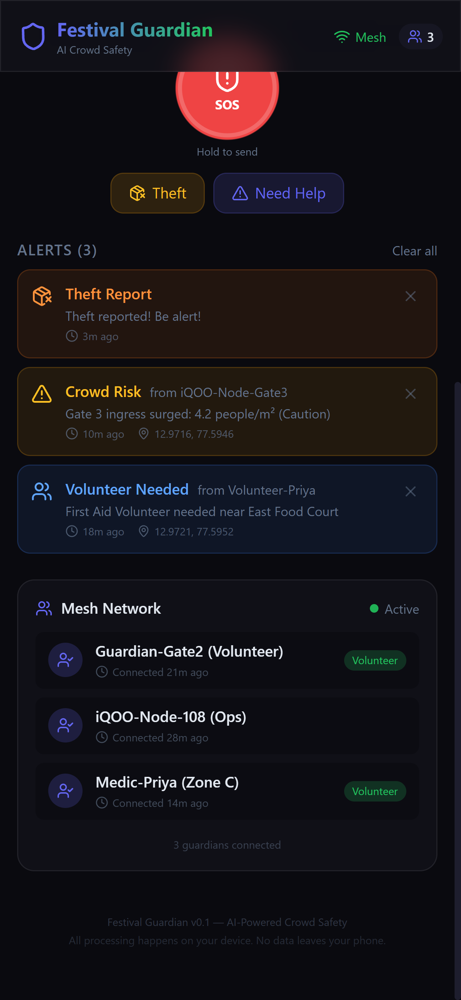 Festival Guardian
AI Crowd Safety
Mesh
3
SOS
Hold to send
Theft
Need Help
ALERTS (3)
Clear all
Theft Report
Theft reported! Be alert!
3m ago
Crowd Risk from iQOO-Node-Gate3
Gate 3 ingress surged: 4.2 people/m² (Caution)
10m ago 12.9716, 77.5946
Volunteer Needed from Volunteer-Priya
First Aid Volunteer needed near East Food Court
18m ago 12.9721, 77.5952
Mesh Network
Active
Guardian-Gate2 (Volunteer)
Connected 21m ago
Volunteer
iQOO-Node-108 (Ops)
Connected 28m ago
Medic-Priya (Zone C)
Connected 14m ago
Volunteer
3 guardians connected
Festival Guardian v0.1 — AI-Powered Crowd Safety
All processing happens on your device. No data leaves your phone.